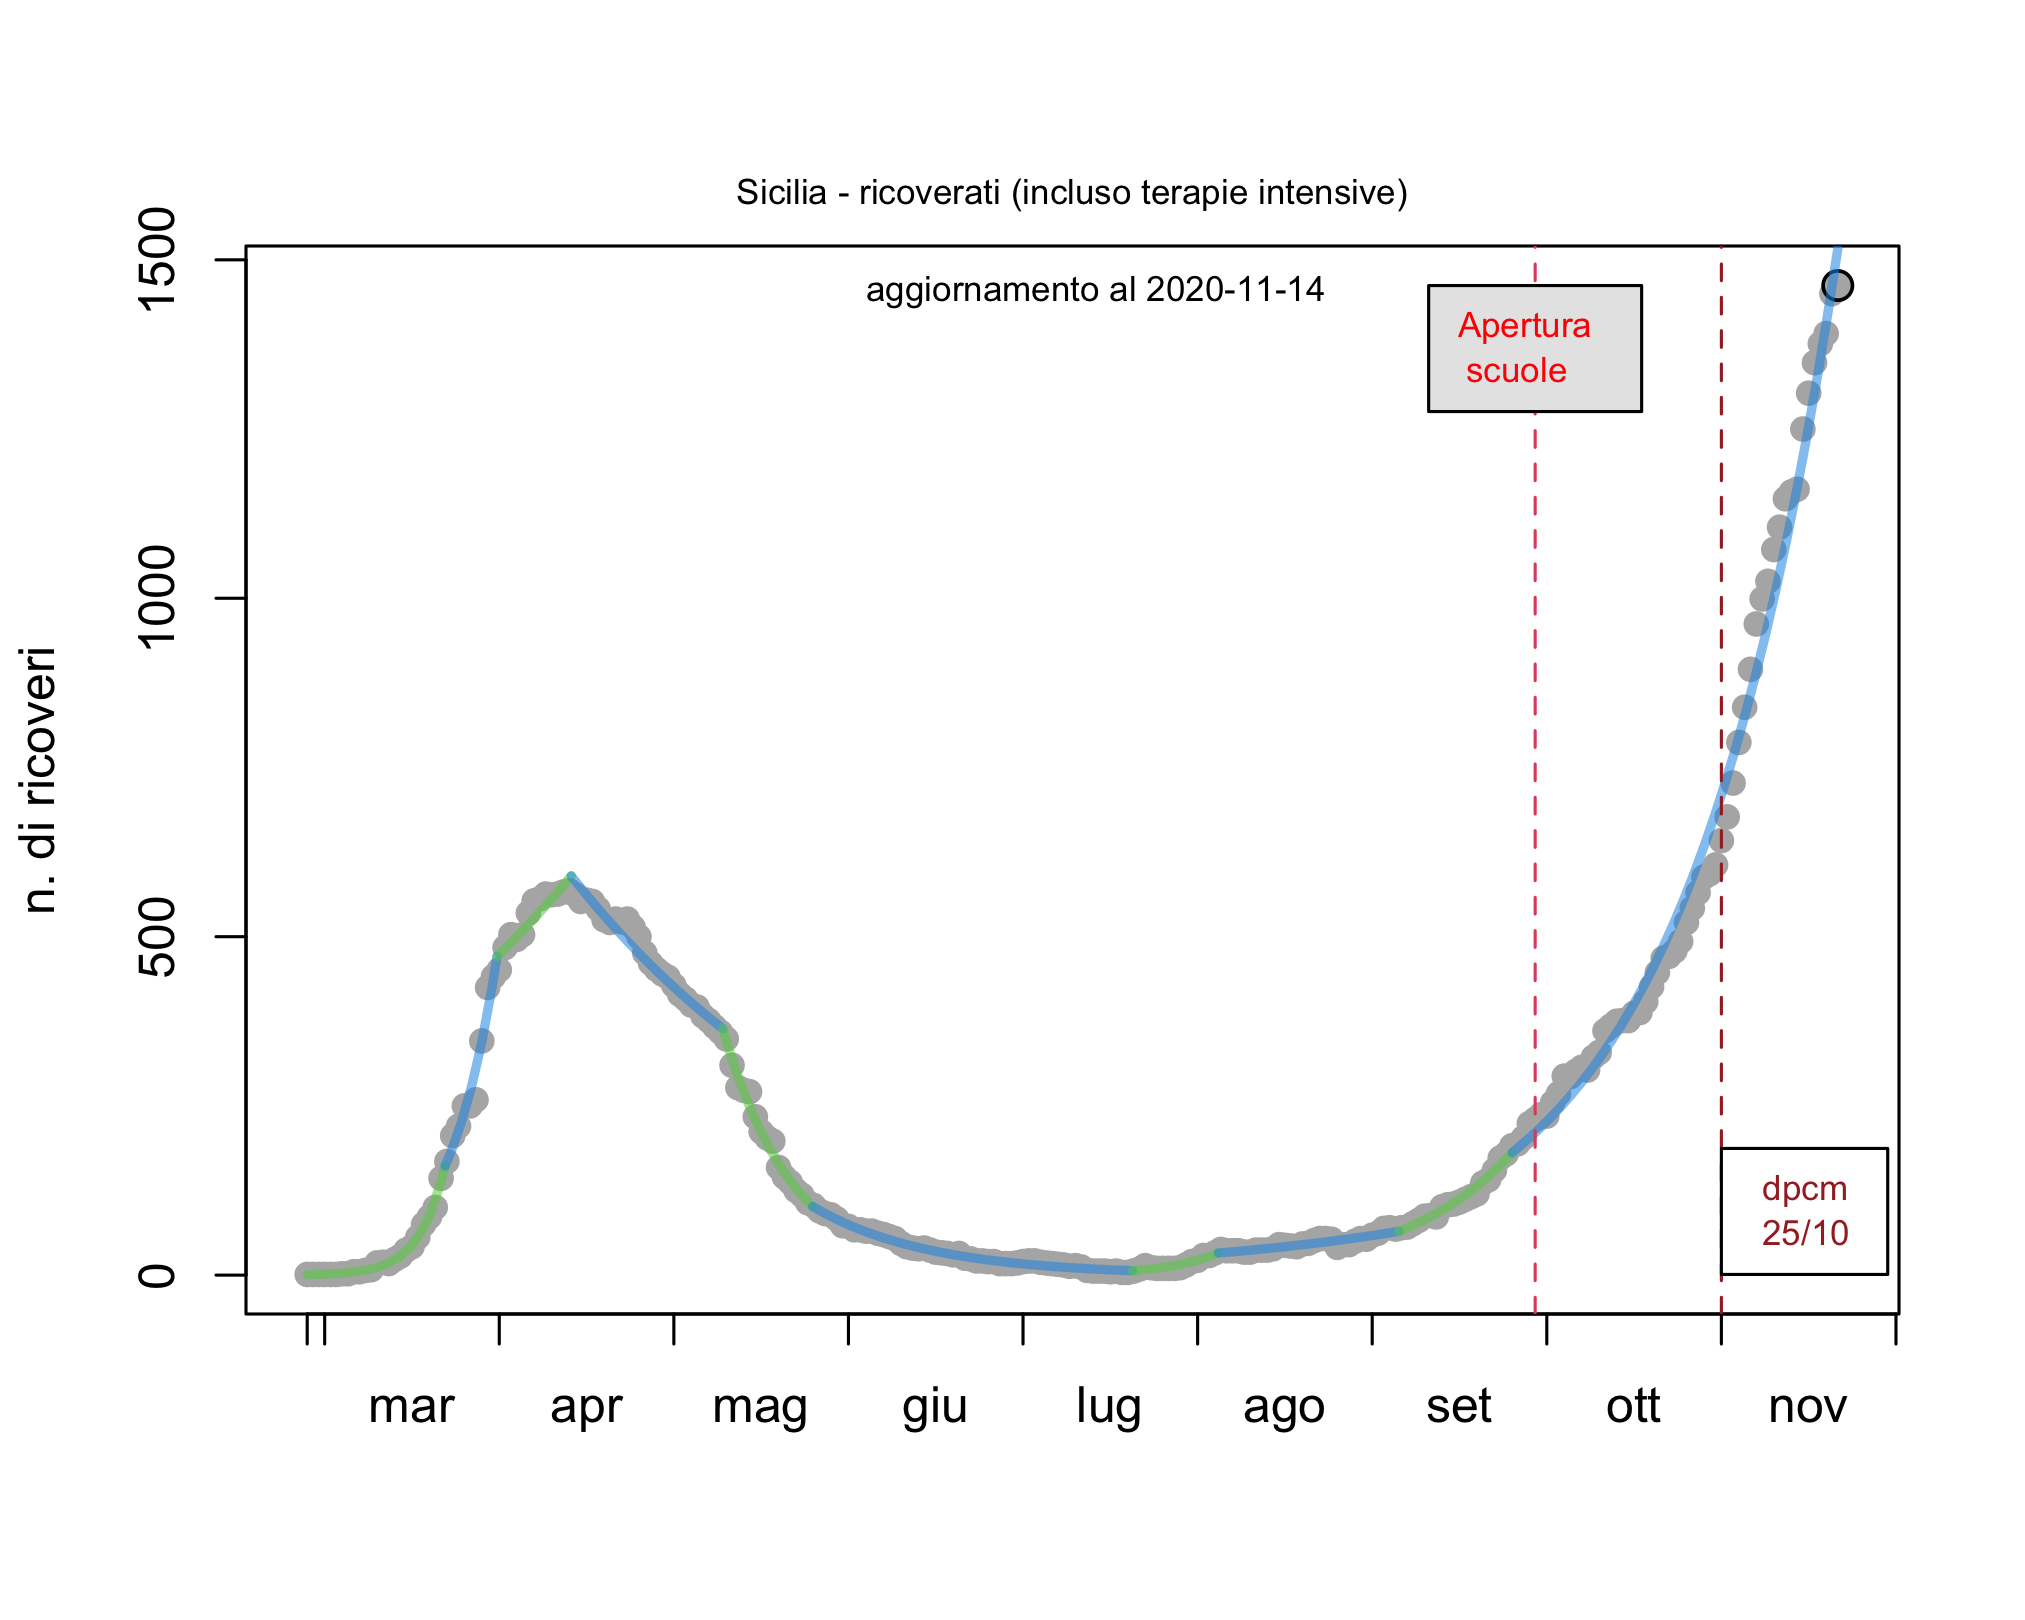 Sicilia - ricoverati (incluso terapie intensive)
aggiornamento al 2020-11-14
Apertura
scuole
dpcm
25/10
n. di ricoveri
1500
1000
500
0
mar apr mag giu lug ago set ott nov